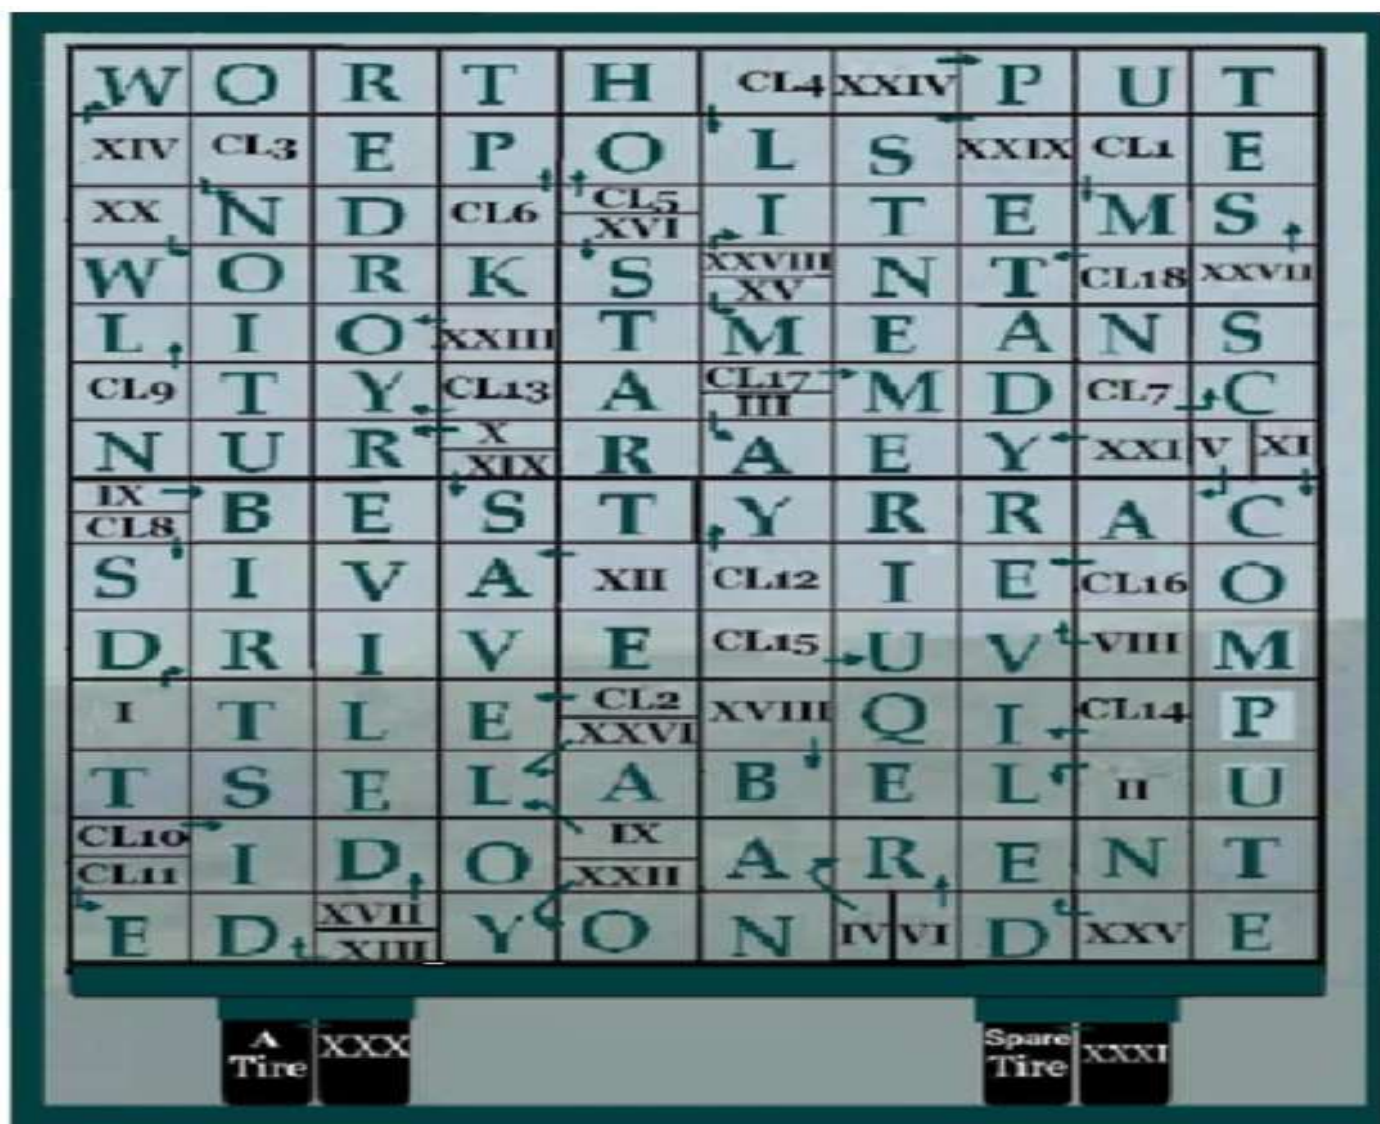 W O R T H CL4 XXIV P U T
XIV CL3 E P O L S XXIX CL1 E
XX N D CL6 CL5 XVI I T E M S
W O R K S XXVIII XV N T CL18 XXVII
L I O XXIII T M E A N S
CL9 T Y CL13 A CL17 III M D CL7 C
N U R X XIX R A E Y XXI V XI
IX CL8 B E S T Y R R A C
S I V A XII CL12 I E CL16 O
D R I V E CL15 U V VIII M
I T L E CL2 XXVI XVIII Q I CL14 P
T S E L A B E L II U
CL10 CL11 I D O IX XXII A R E N T
E D XVII XIII Y O N IV VI D XXV E
A Tire XXX Spare Tire XXXI